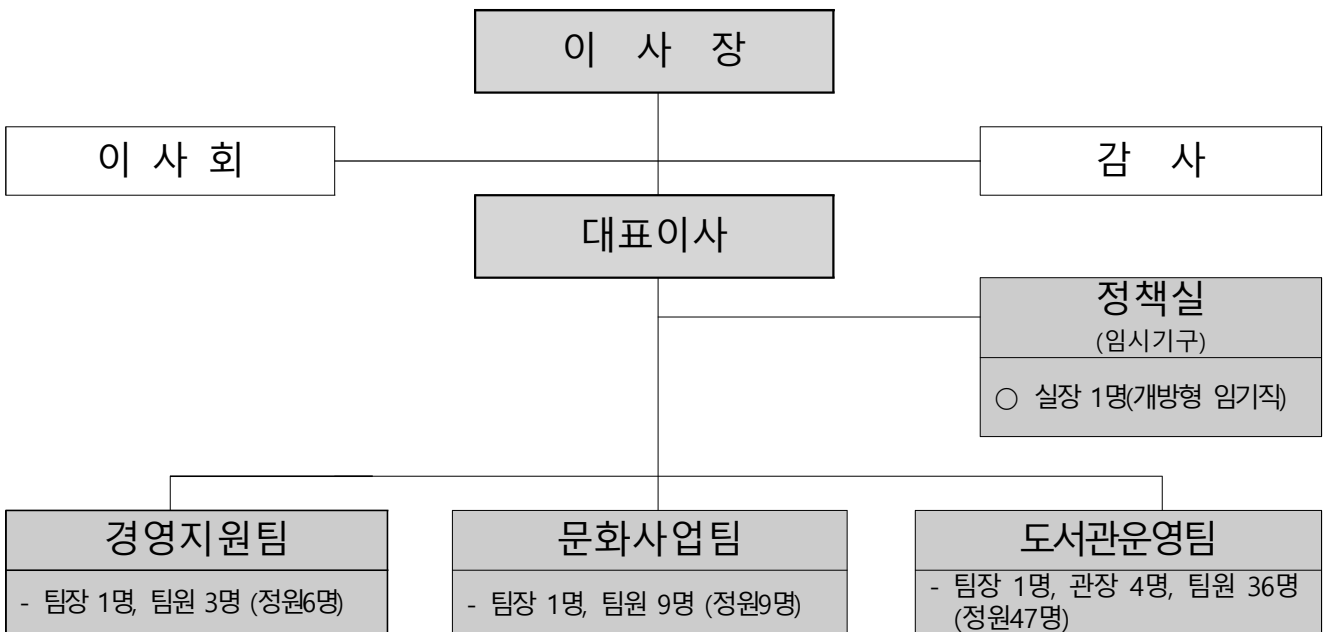 이 사 장
이 사 회
감 사
대표이사
정책실
(임시기구)
○ 실장 1명(개방형 임기직)
경영지원팀
- 팀장 1명, 팀원 3명 (정원6명)
문화사업팀
- 팀장 1명, 팀원 9명 (정원9명)
도서관운영팀
- 팀장 1명, 관장 4명, 팀원 36명
(정원47명)